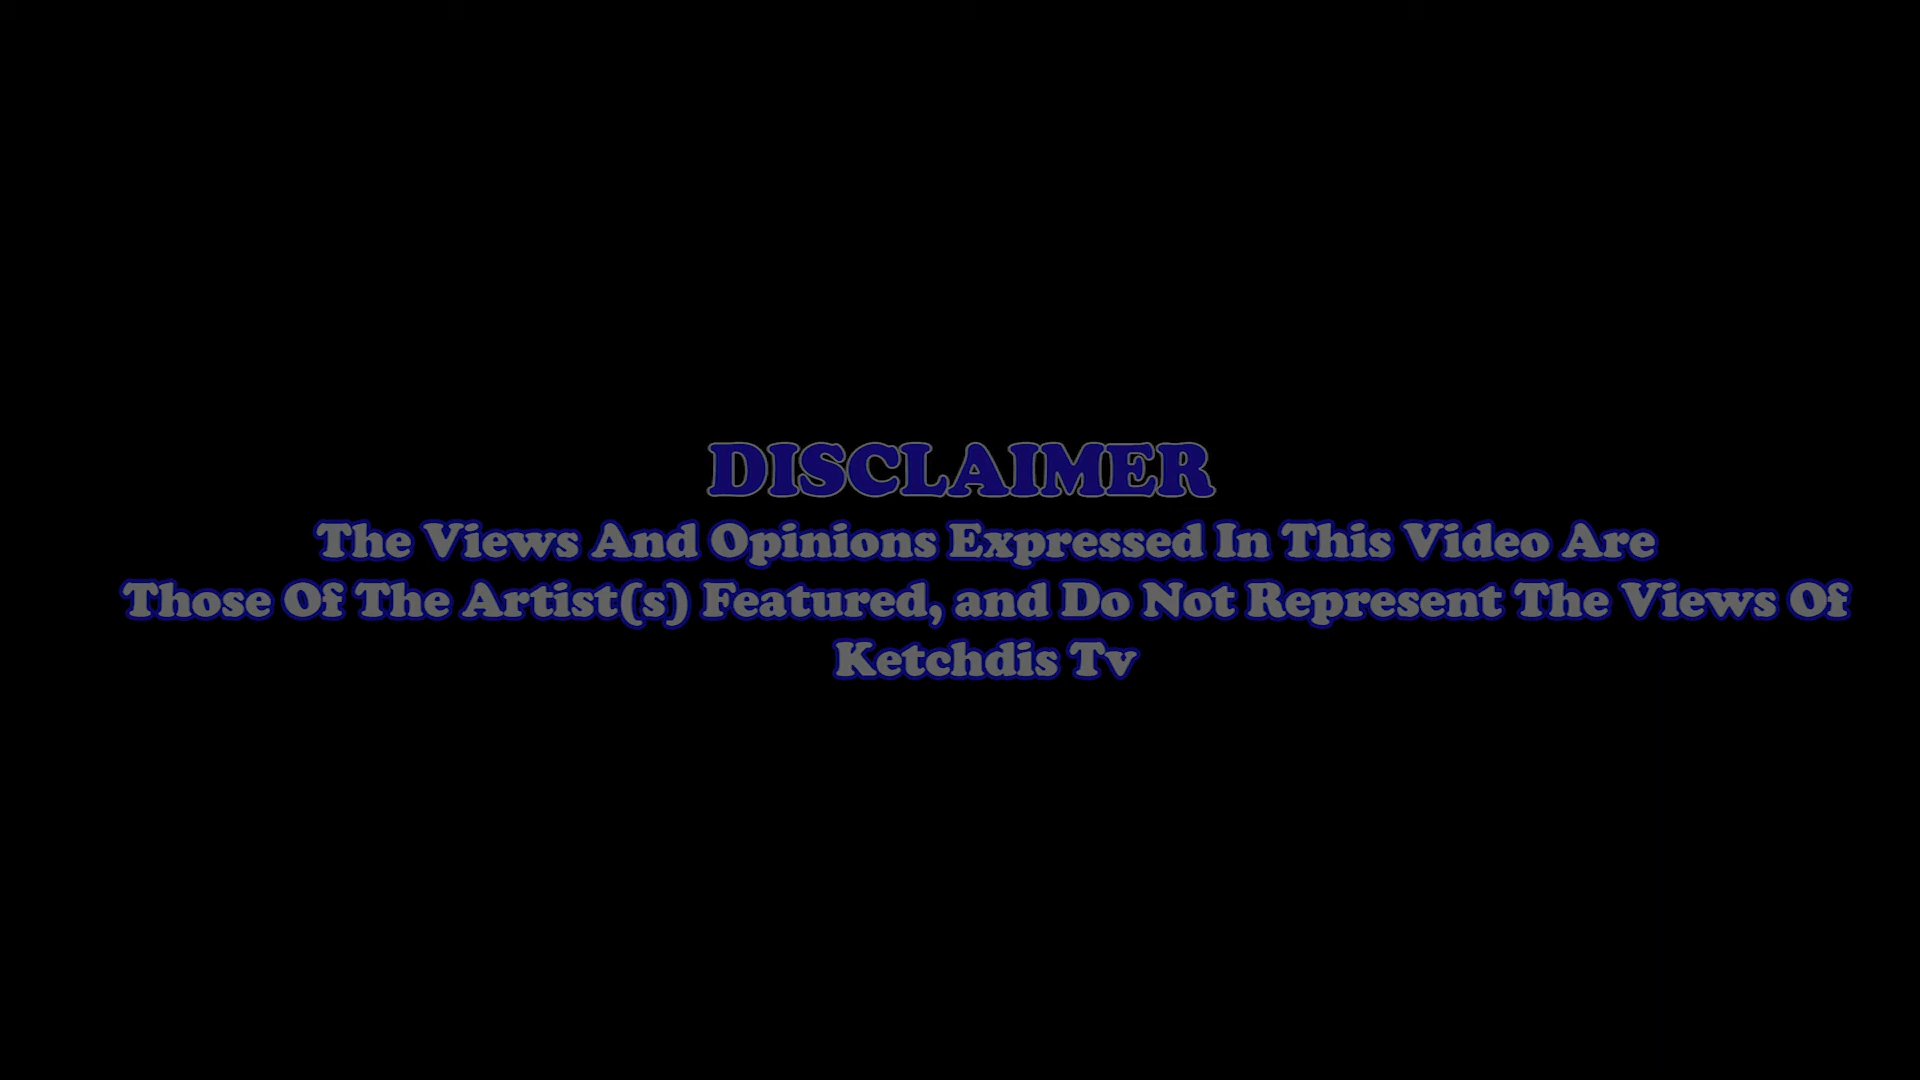 DISCLAIMER
The Views And Opinions Expressed In This Video Are
Those Of The Artist(s) Featured, and Do Not Represent The Views Of
Ketchdis Tv